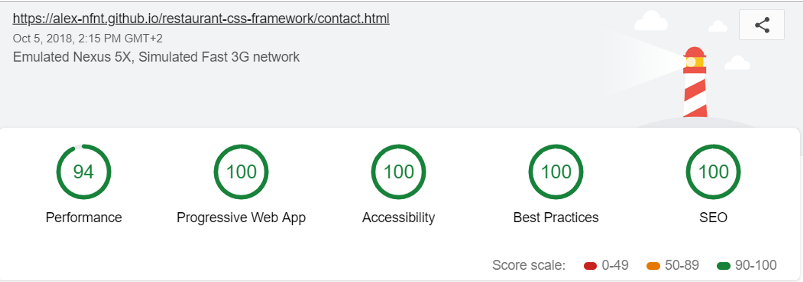 https://alex-nfnt.github.io/restaurant-css-framework/contact.html
Oct 5, 2018, 2:15 PM GMT+2
Emulated Nexus 5X, Simulated Fast 3G network
94 100 100 100 100
Performance Progressive Web App Accessibility Best Practices SEO
Score scale: 0-49 50-89 90-100